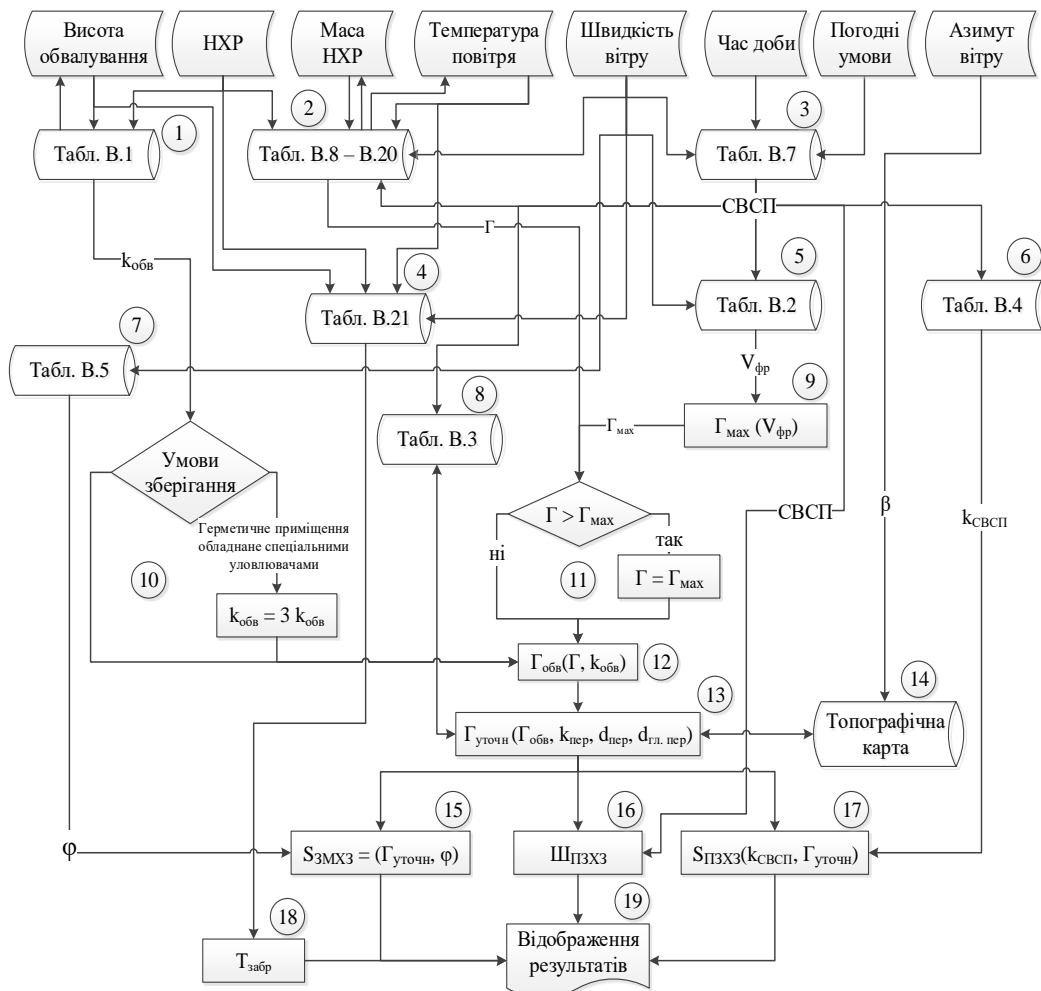 Висота
обвалування
НХР
Маса
НХР
Температура
повітря
Швидкість
вітру
Час доби
Погодні
умови
Азимут
вітру
1
2
3
Табл. В.1
Табл. В.8 – В.20
Табл. В.7
СВСП
Г
kобв
4
5
6
Табл. В.21
Табл. В.2
Табл. В.4
7
Табл. В.5
Vфр
8
9
Табл. В.3
Гмах
Гмах (Vфр)
Умови
зберігання
Г > Гмах
СВСП
β
kСВСП
Герметичне приміщення
обладнане спеціальними
уловлювачами
ні
так
10
11
Г = Гмах
kобв = 3 kобв
Гобв(Г, kобв)
12
13
14
Гуточн (Гобв, kпер, dпер, dгл. пер)
Топографічна
карта
15
16
17
φ
SЗМХЗ = (Гуточн, φ)
ШПЗХЗ
SПЗХЗ(kСВСП, Гуточн)
18
19
Тзабр
Відображення
результатів